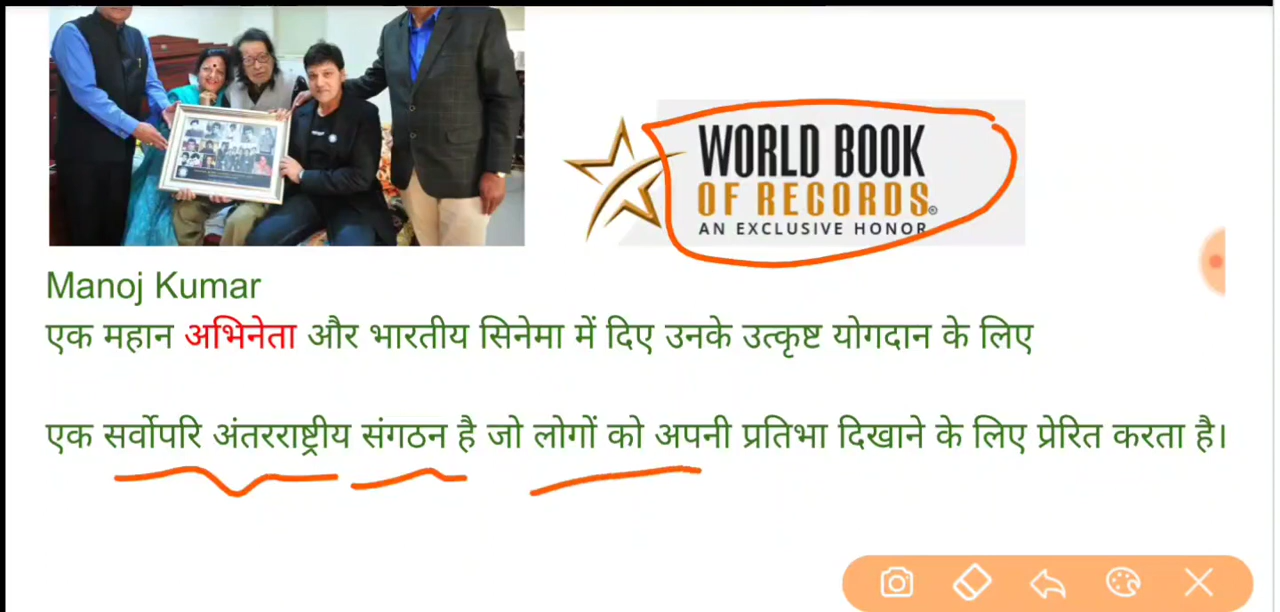 WORLD BOOK
OF RECORDS®
AN EXCLUSIVE HONOR
Manoj Kumar
एक महान अभिनेता और भारतीय सिनेमा में दिए उनके उत्कृष्ट योगदान के लिए
एक सर्वोपरि अंतरराष्ट्रीय संगठन है जो लोगों को अपनी प्रतिभा दिखाने के लिए प्रेरित करता है।